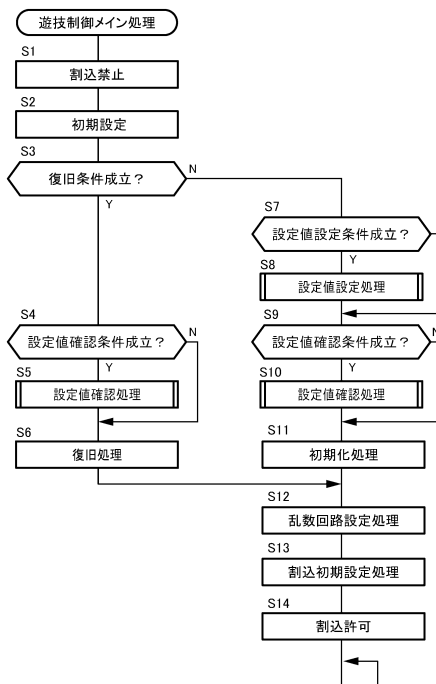 遊技制御メイン処理
S1
割込禁止
S2
初期設定
S3
復旧条件成立？
N
Y
S7
設定値設定条件成立？
Y
S8
設定値設定処理
S4
設定値確認条件成立？
N
Y
S5
設定値確認処理
S9
設定値確認条件成立？
N
Y
S10
設定値確認処理
S6
復旧処理
S11
初期化処理
S12
乱数回路設定処理
S13
割込初期設定処理
S14
割込許可